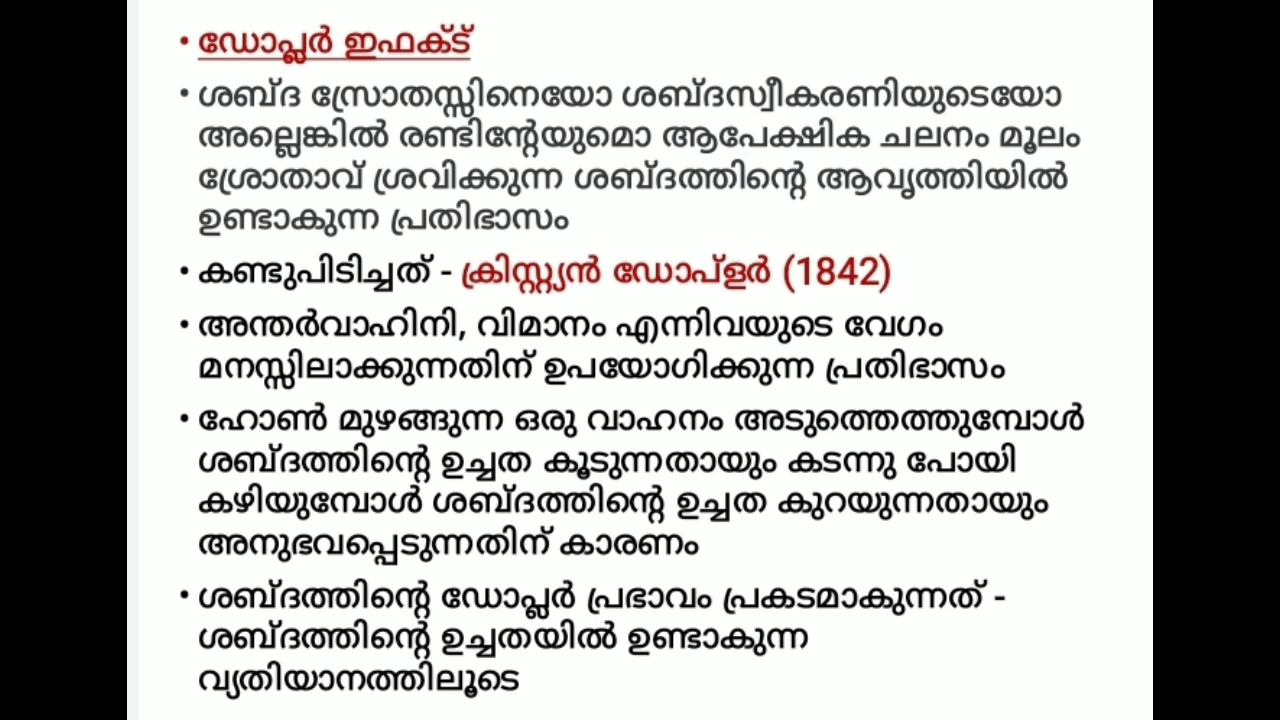 • ഡോപ്ലർ ഇഫക്ട്
• ശബ്ദ സ്രോതസ്സിനെയോ ശബ്ദസ്വീകരണിയുടെയോ
അല്ലെങ്കിൽ രണ്ടിന്റേയുമൊ ആപേക്ഷിക ചലനം മൂലം
ശ്രോതാവ് ശ്രവിക്കുന്ന ശബ്ദത്തിന്റെ ആവൃത്തിയിൽ
ഉണ്ടാകുന്ന പ്രതിഭാസം
• കണ്ടുപിടിച്ചത് - ക്രിസ്റ്റ്യൻ ഡോപ്ളർ (1842)
• അന്തർവാഹിനി, വിമാനം എന്നിവയുടെ വേഗം
മനസ്സിലാക്കുന്നതിന് ഉപയോഗിക്കുന്ന പ്രതിഭാസം
• ഹോൺ മുഴങ്ങുന്ന ഒരു വാഹനം അടുത്തെത്തുമ്പോൾ
ശബ്ദത്തിന്റെ ഉച്ചത കൂടുന്നതായും കടന്നു പോയി
കഴിയുമ്പോൾ ശബ്ദത്തിന്റെ ഉച്ചത കുറയുന്നതായും
അനുഭവപ്പെടുന്നതിന് കാരണം
• ശബ്ദത്തിന്റെ ഡോപ്ലർ പ്രഭാവം പ്രകടമാകുന്നത് -
ശബ്ദത്തിന്റെ ഉച്ചതയിൽ ഉണ്ടാകുന്ന
വ്യതിയാനത്തിലൂടെ